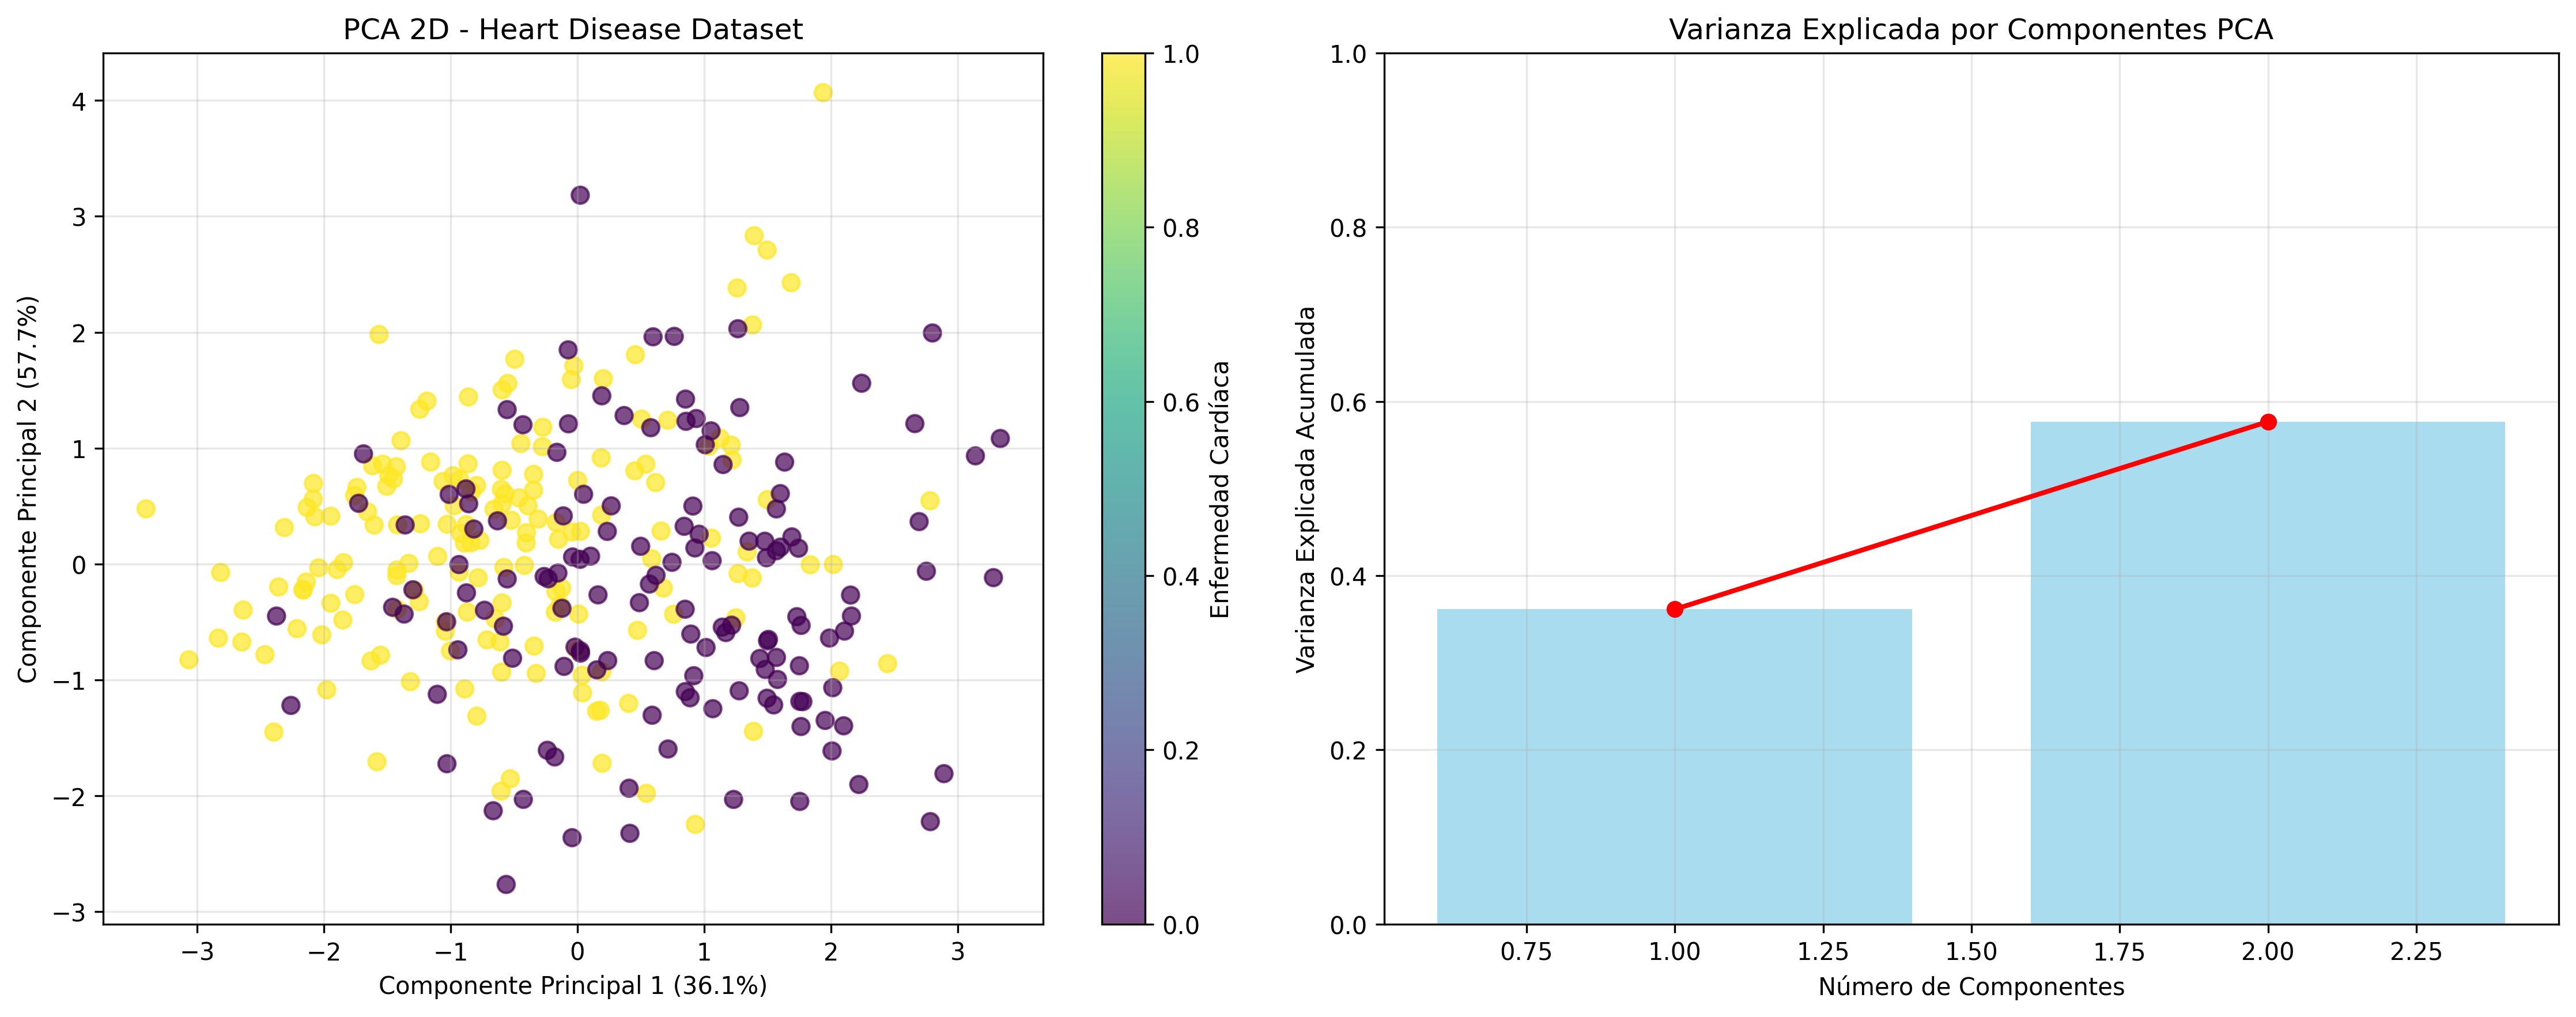 PCA 2D - Heart Disease Dataset
4
3
2
1
0
−1
−2
−3
Componente Principal 2 (57.7%)
−3 −2 −1 0 1 2 3
Componente Principal 1 (36.1%)
1.0
0.8
0.6
0.4
0.2
0.0
Enfermedad Cardíaca
Varianza Explicada por Componentes PCA
1.0
0.8
0.6
0.4
0.2
0.0
Varianza Explicada Acumulada
0.75 1.00 1.25 1.50 1.75 2.00 2.25
Número de Componentes